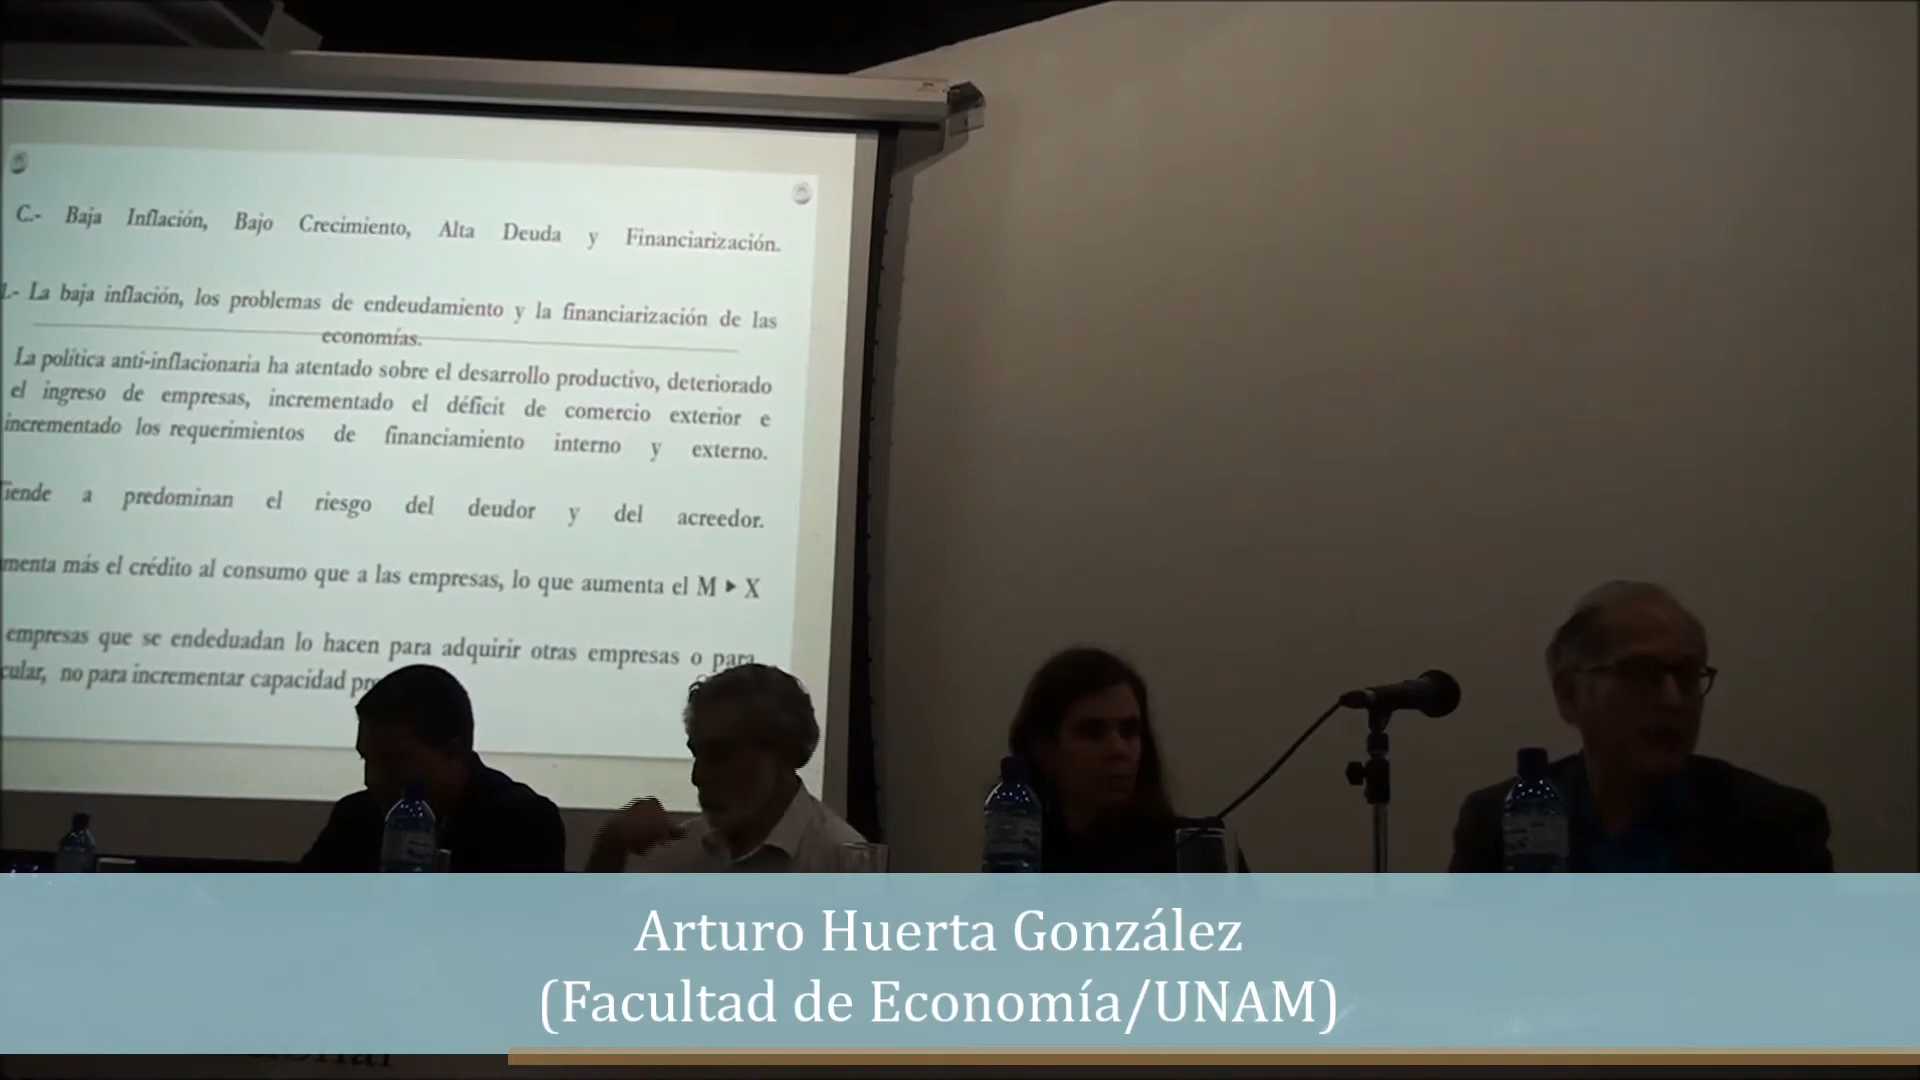 C.- Baja Inflación, Bajo Crecimiento, Alta Deuda y Financiarización.
.- La baja inflación, los problemas de endeudamiento y la financiarización de las
economías.
La política anti-inflacionaria ha atentado sobre el desarrollo productivo, deteriorado
el ingreso de empresas, incrementado el déficit de comercio exterior e
incrementado los requerimientos de financiamiento interno y externo.
iende a predominan el riesgo del deudor y del acreedor.
menta más el crédito al consumo que a las empresas, lo que aumenta el M ▸ X
empresas que se endeduadan lo hacen para adquirir otras empresas o para
cular, no para incrementar capacidad
Arturo Huerta González
(Facultad de Economía/UNAM)